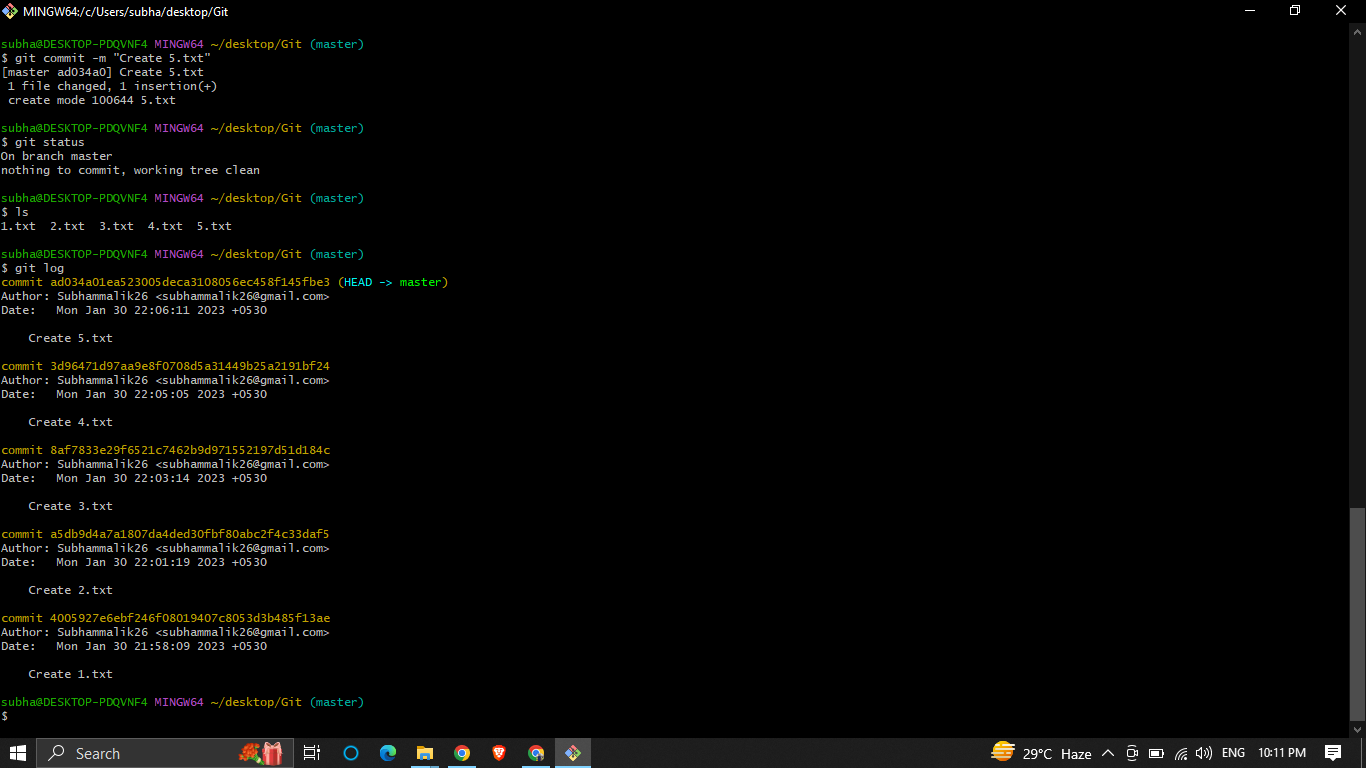 MINGW64:/c/Users/subha/desktop/Git
subha@DESKTOP-PDQVNF4 MINGW64 ~/desktop/Git (master)
$ git commit -m "Create 5.txt"
[master ad034a0] Create 5.txt
 1 file changed, 1 insertion(+)
 create mode 100644 5.txt
subha@DESKTOP-PDQVNF4 MINGW64 ~/desktop/Git (master)
$ git status
On branch master
nothing to commit, working tree clean
subha@DESKTOP-PDQVNF4 MINGW64 ~/desktop/Git (master)
$ ls
1.txt  2.txt  3.txt  4.txt  5.txt
subha@DESKTOP-PDQVNF4 MINGW64 ~/desktop/Git (master)
$ git log
commit ad034a01ea523005deca3108056ec458f145fbe3 (HEAD -> master)
Author: Subhammalik26 <subhammalik26@gmail.com>
Date:   Mon Jan 30 22:06:11 2023 +0530
    Create 5.txt
commit 3d96471d97aa9e8f0708d5a31449b25a2191bf24
Author: Subhammalik26 <subhammalik26@gmail.com>
Date:   Mon Jan 30 22:05:05 2023 +0530
    Create 4.txt
commit 8af7833e29f6521c7462b9d971552197d51d184c
Author: Subhammalik26 <subhammalik26@gmail.com>
Date:   Mon Jan 30 22:03:14 2023 +0530
    Create 3.txt
commit a5db9d4a7a1807da4ded30fbf80abc2f4c33daf5
Author: Subhammalik26 <subhammalik26@gmail.com>
Date:   Mon Jan 30 22:01:19 2023 +0530
    Create 2.txt
commit 4005927e6ebf246f08019407c8053d3b485f13ae
Author: Subhammalik26 <subhammalik26@gmail.com>
Date:   Mon Jan 30 21:58:09 2023 +0530
    Create 1.txt
subha@DESKTOP-PDQVNF4 MINGW64 ~/desktop/Git (master)
$
Search
29°C Haze
ENG
10:11 PM